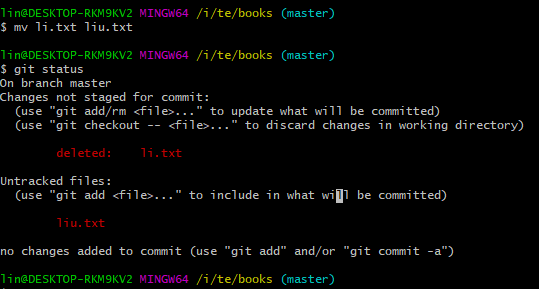 lin@DESKTOP-RKM9KV2 MINGW64 /i/te/books (master)
$ mv li.txt liu.txt
lin@DESKTOP-RKM9KV2 MINGW64 /i/te/books (master)
$ git status
On branch master
Changes not staged for commit:
  (use "git add/rm <file>..." to update what will be committed)
  (use "git checkout -- <file>..." to discard changes in working directory)
        deleted:    li.txt
Untracked files:
  (use "git add <file>..." to include in what will be committed)
        liu.txt
no changes added to commit (use "git add" and/or "git commit -a")
lin@DESKTOP-RKM9KV2 MINGW64 /i/te/books (master)